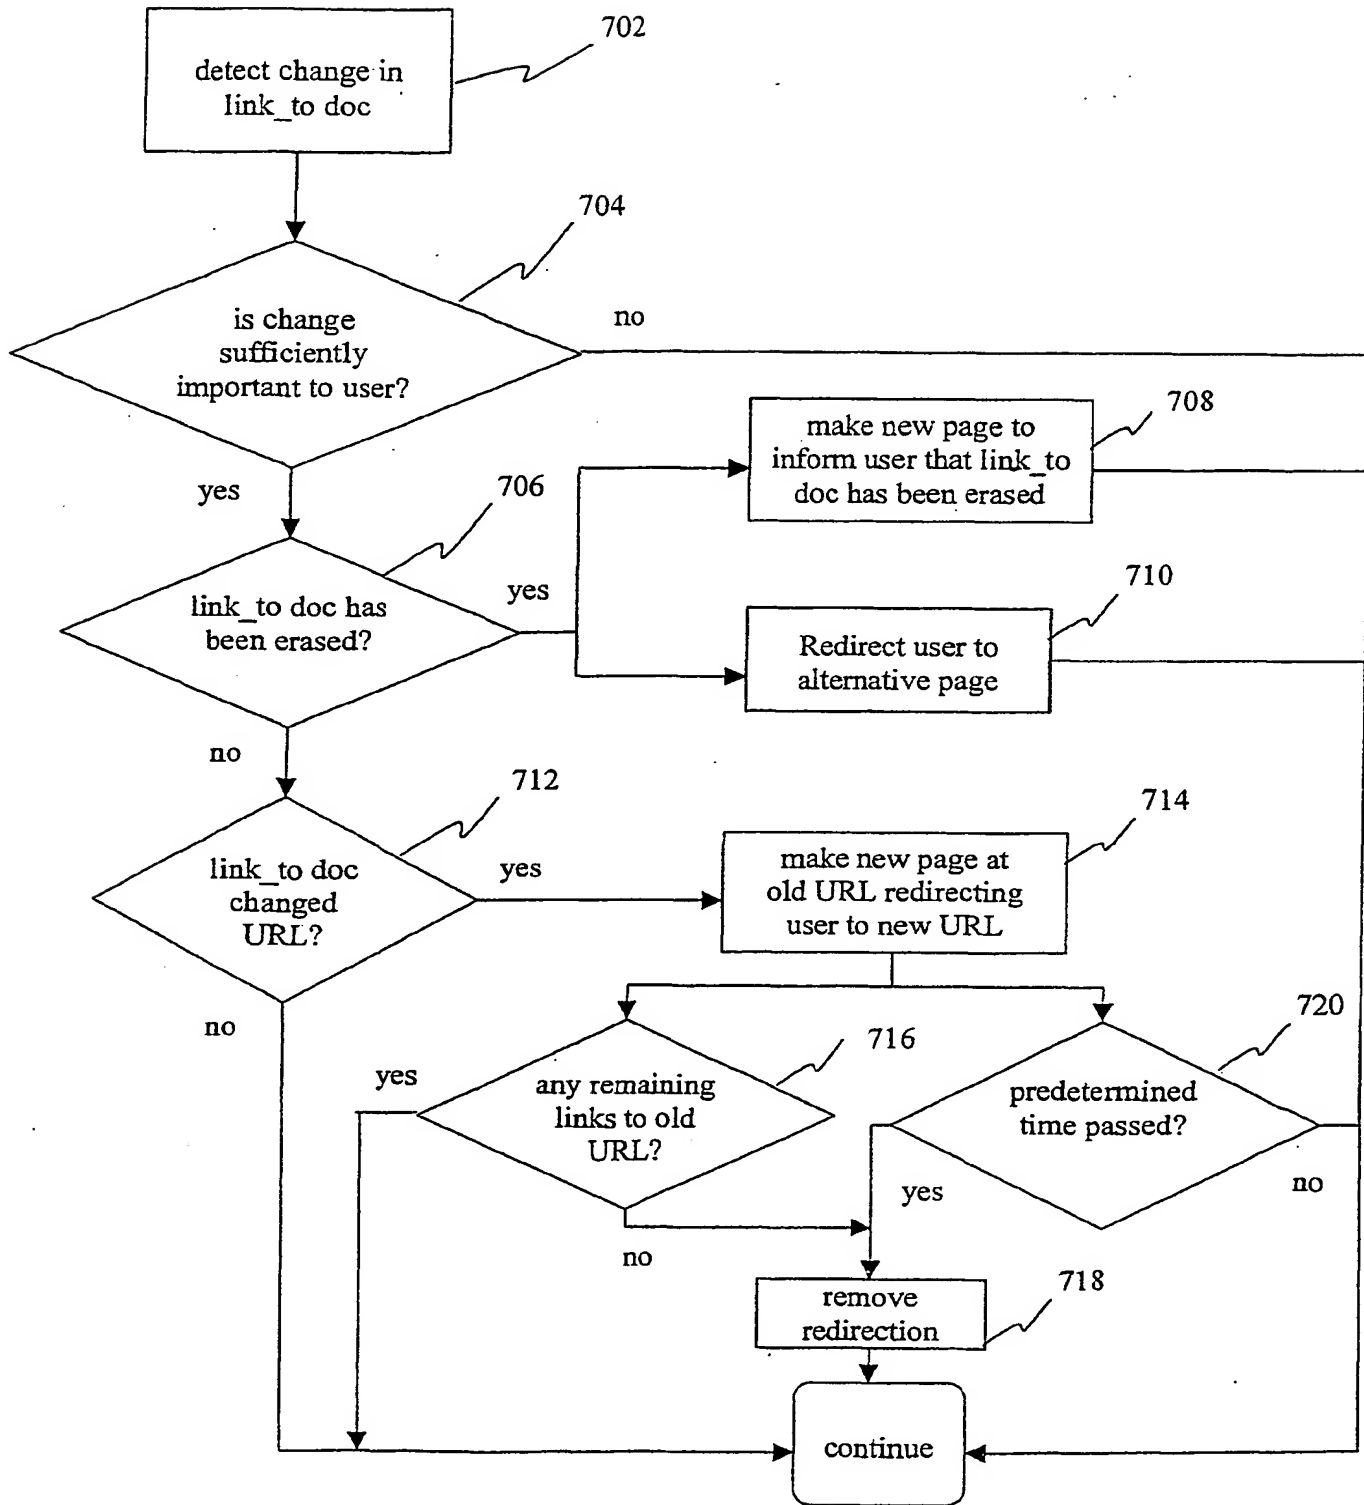 702
detect change in
link_to doc
704
is change
sufficiently
important to user?
no
yes
708
make new page to
inform user that link_to
doc has been erased
706
link_to doc has
been erased?
yes
710
Redirect user to
alternative page
no
712
link_to doc
changed
URL?
yes
714
make new page at
old URL redirecting
user to new URL
no
716
any remaining
links to old
URL?
yes
no
720
predetermined
time passed?
yes
no
718
remove
redirection
continue